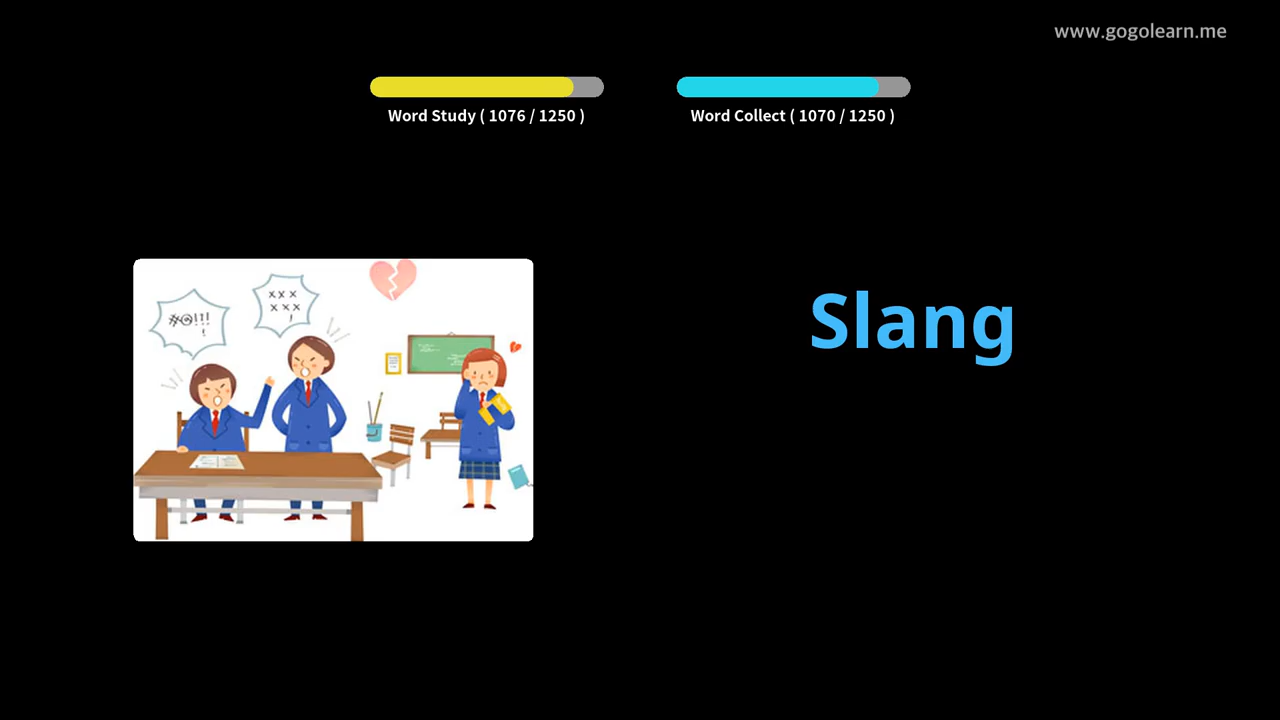 www.gogolearn.me
Word Study ( 1076 / 1250 )
Word Collect ( 1070 / 1250 )
#@!?!
!
X X X
X X X
!
Slang